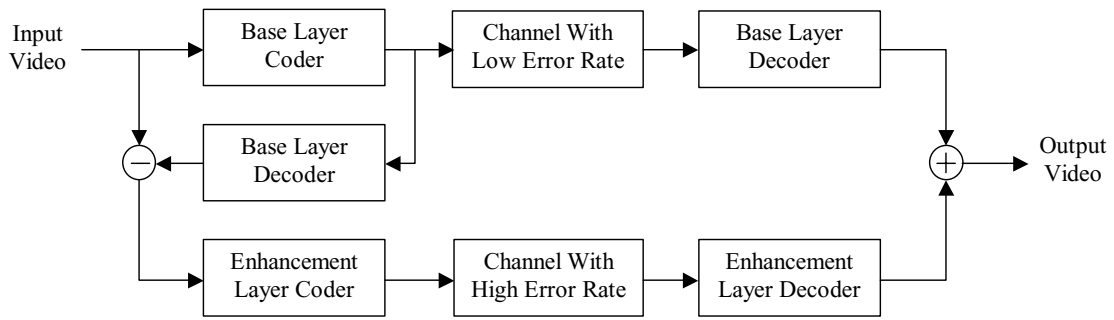 Input
Video
Base Layer
Coder
Channel With
Low Error Rate
Base Layer
Decoder
Base Layer
Decoder
−
+
Output
Video
Enhancement
Layer Coder
Channel With
High Error Rate
Enhancement
Layer Decoder